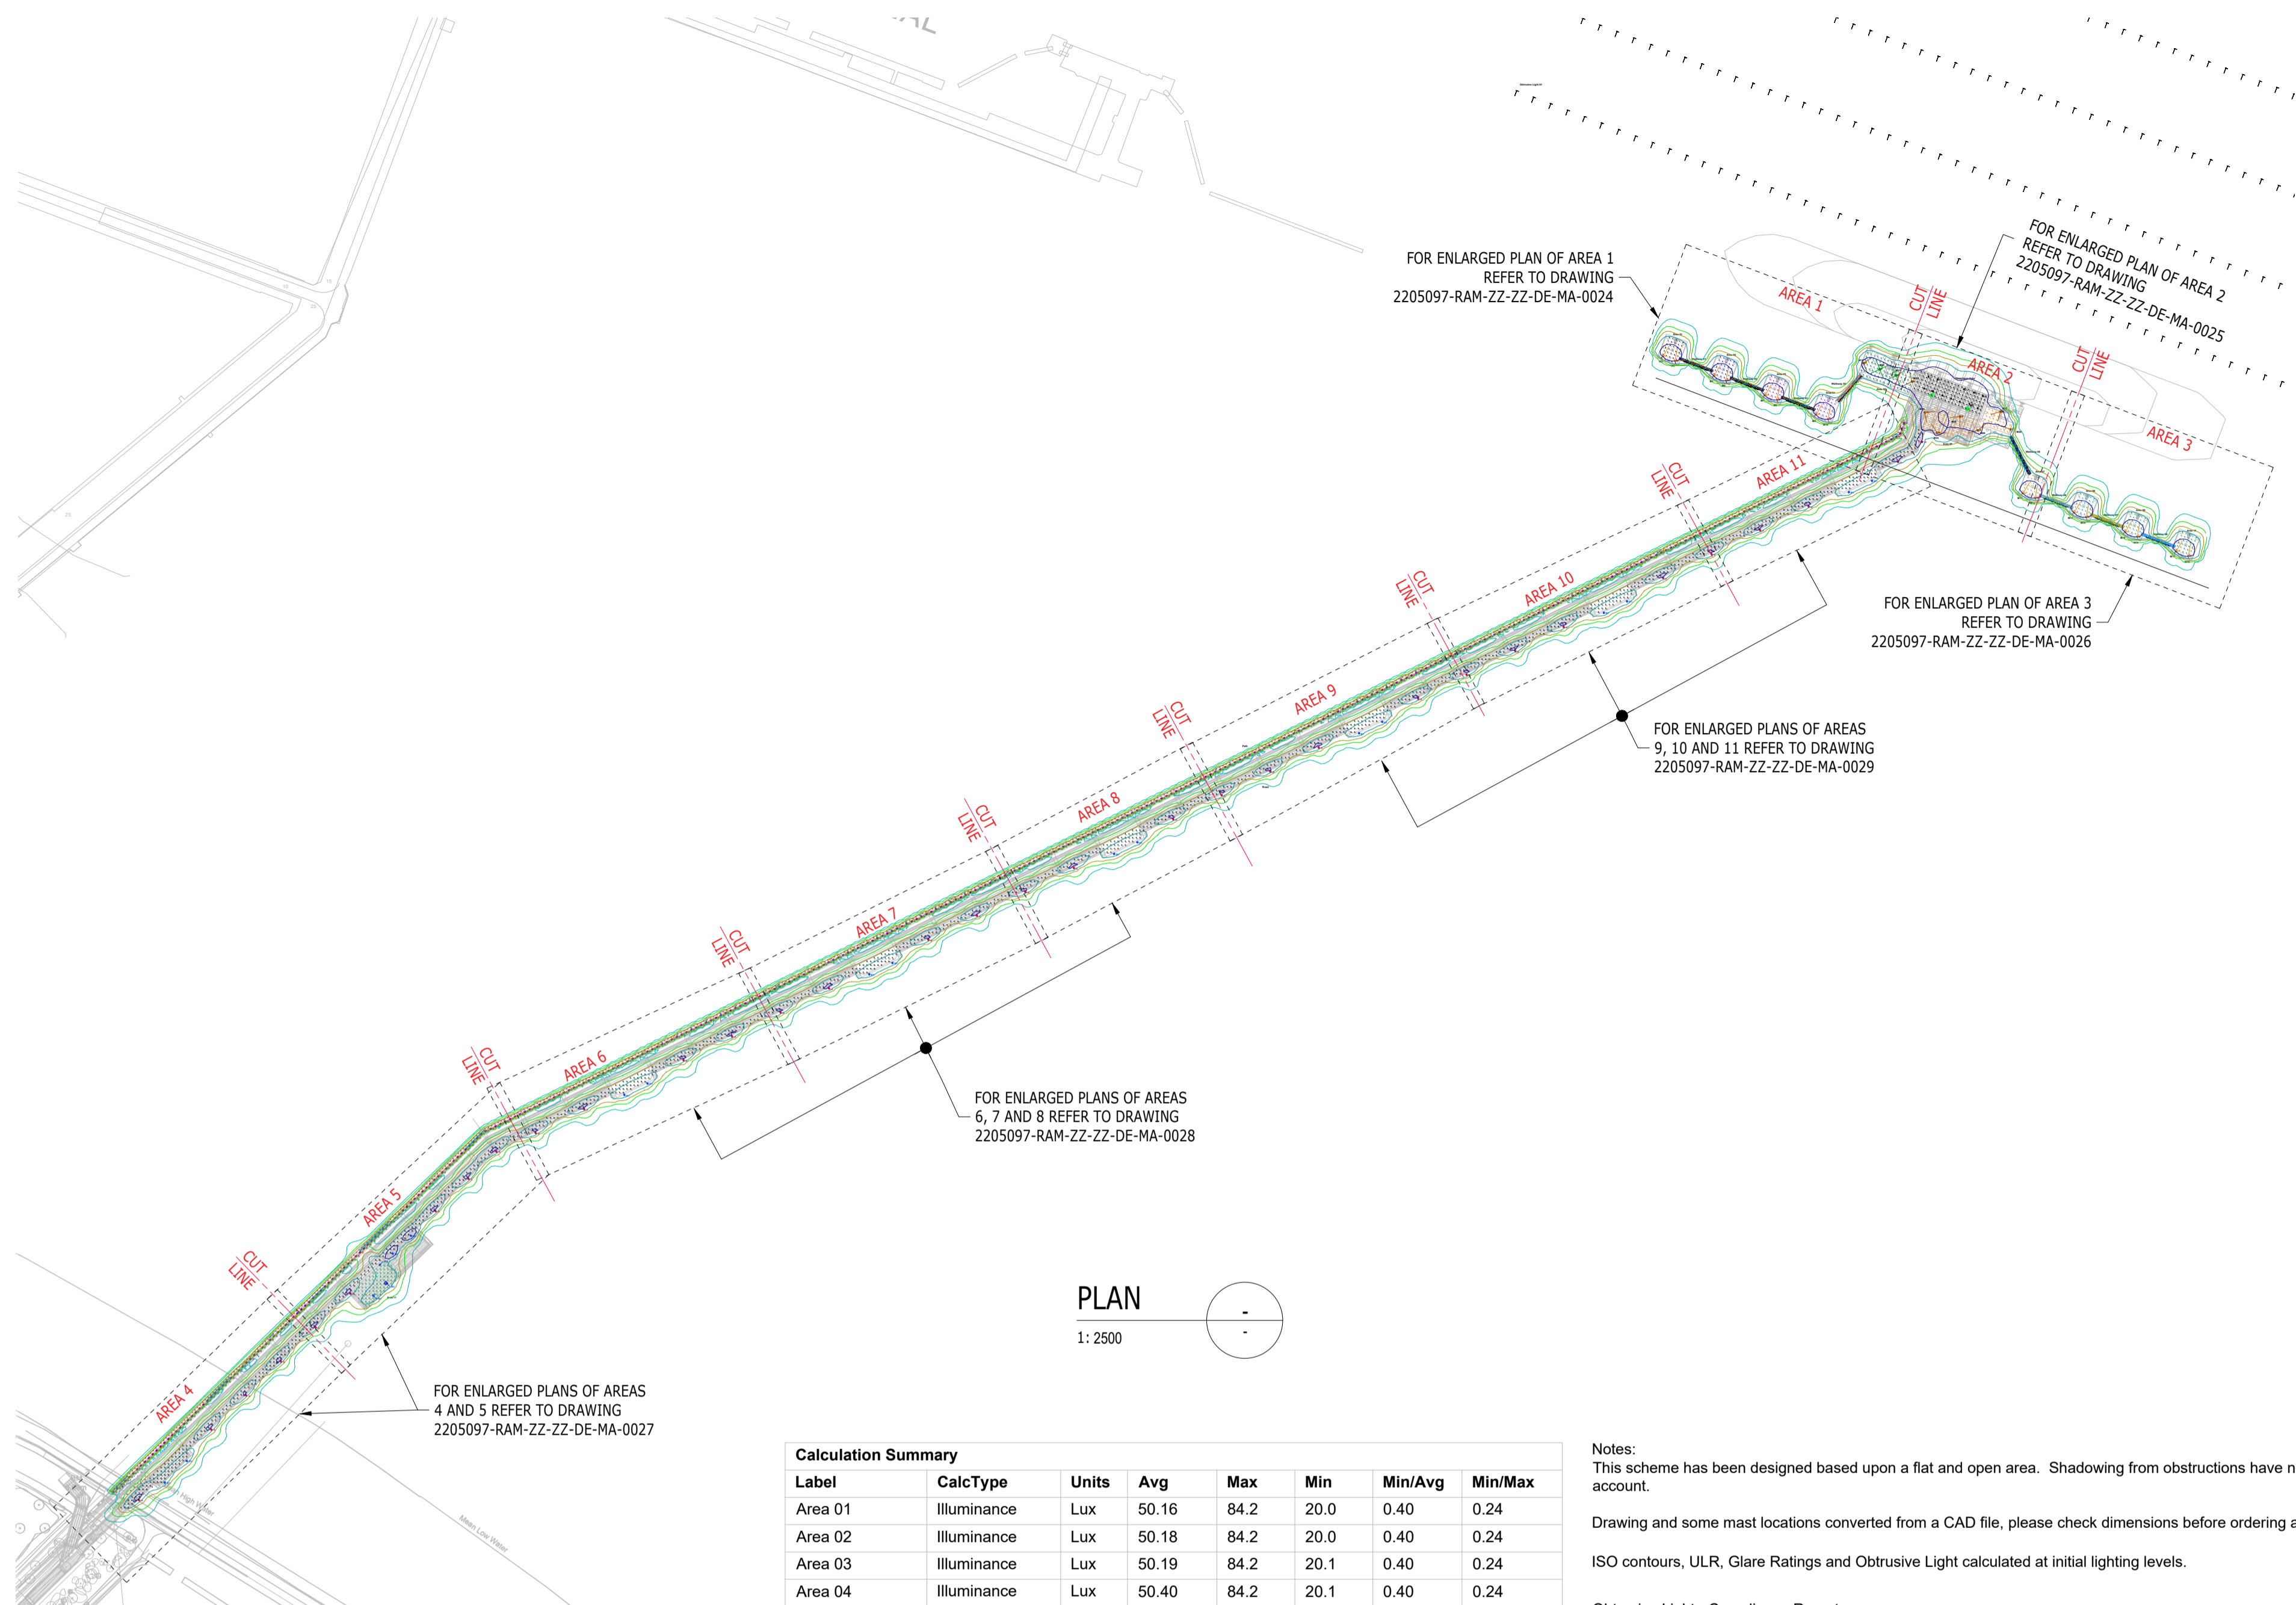 FOR ENLARGED PLAN OF AREA 1
REFER TO DRAWING
2205097-RAM-ZZ-ZZ-DE-MA-0024
FOR ENLARGED PLAN OF AREA 2
REFER TO DRAWING
2205097-RAM-ZZ-ZZ-DE-MA-0025
AREA 1
CUT
LINE
AREA 2
CUT
LINE
AREA 3
FOR ENLARGED PLAN OF AREA 3
REFER TO DRAWING
2205097-RAM-ZZ-ZZ-DE-MA-0026
AREA 11
CUT
LINE
AREA 10
CUT
LINE
AREA 9
CUT
LINE
FOR ENLARGED PLANS OF AREAS
9, 10 AND 11 REFER TO DRAWING
2205097-RAM-ZZ-ZZ-DE-MA-0029
AREA 8
CUT
LINE
AREA 7
CUT
LINE
AREA 6
CUT
LINE
FOR ENLARGED PLANS OF AREAS
6, 7 AND 8 REFER TO DRAWING
2205097-RAM-ZZ-ZZ-DE-MA-0028
AREA 5
CUT
LINE
AREA 4
FOR ENLARGED PLANS OF AREAS
4 AND 5 REFER TO DRAWING
2205097-RAM-ZZ-ZZ-DE-MA-0027
High Water
Mean Low Water
PLAN
1: 2500
Calculation Summary
Label CalcType Units Avg Max Min Min/Avg Min/Max
Area 01 Illuminance Lux 50.16 84.2 20.0 0.40 0.24
Area 02 Illuminance Lux 50.18 84.2 20.0 0.40 0.24
Area 03 Illuminance Lux 50.19 84.2 20.1 0.40 0.24
Area 04 Illuminance Lux 50.40 84.2 20.1 0.40 0.24
Notes:
This scheme has been designed based upon a flat and open area. Shadowing from obstructions have
account.
Drawing and some mast locations converted from a CAD file, please check dimensions before ordering
ISO contours, ULR, Glare Ratings and Obtrusive Light calculated at initial lighting levels.